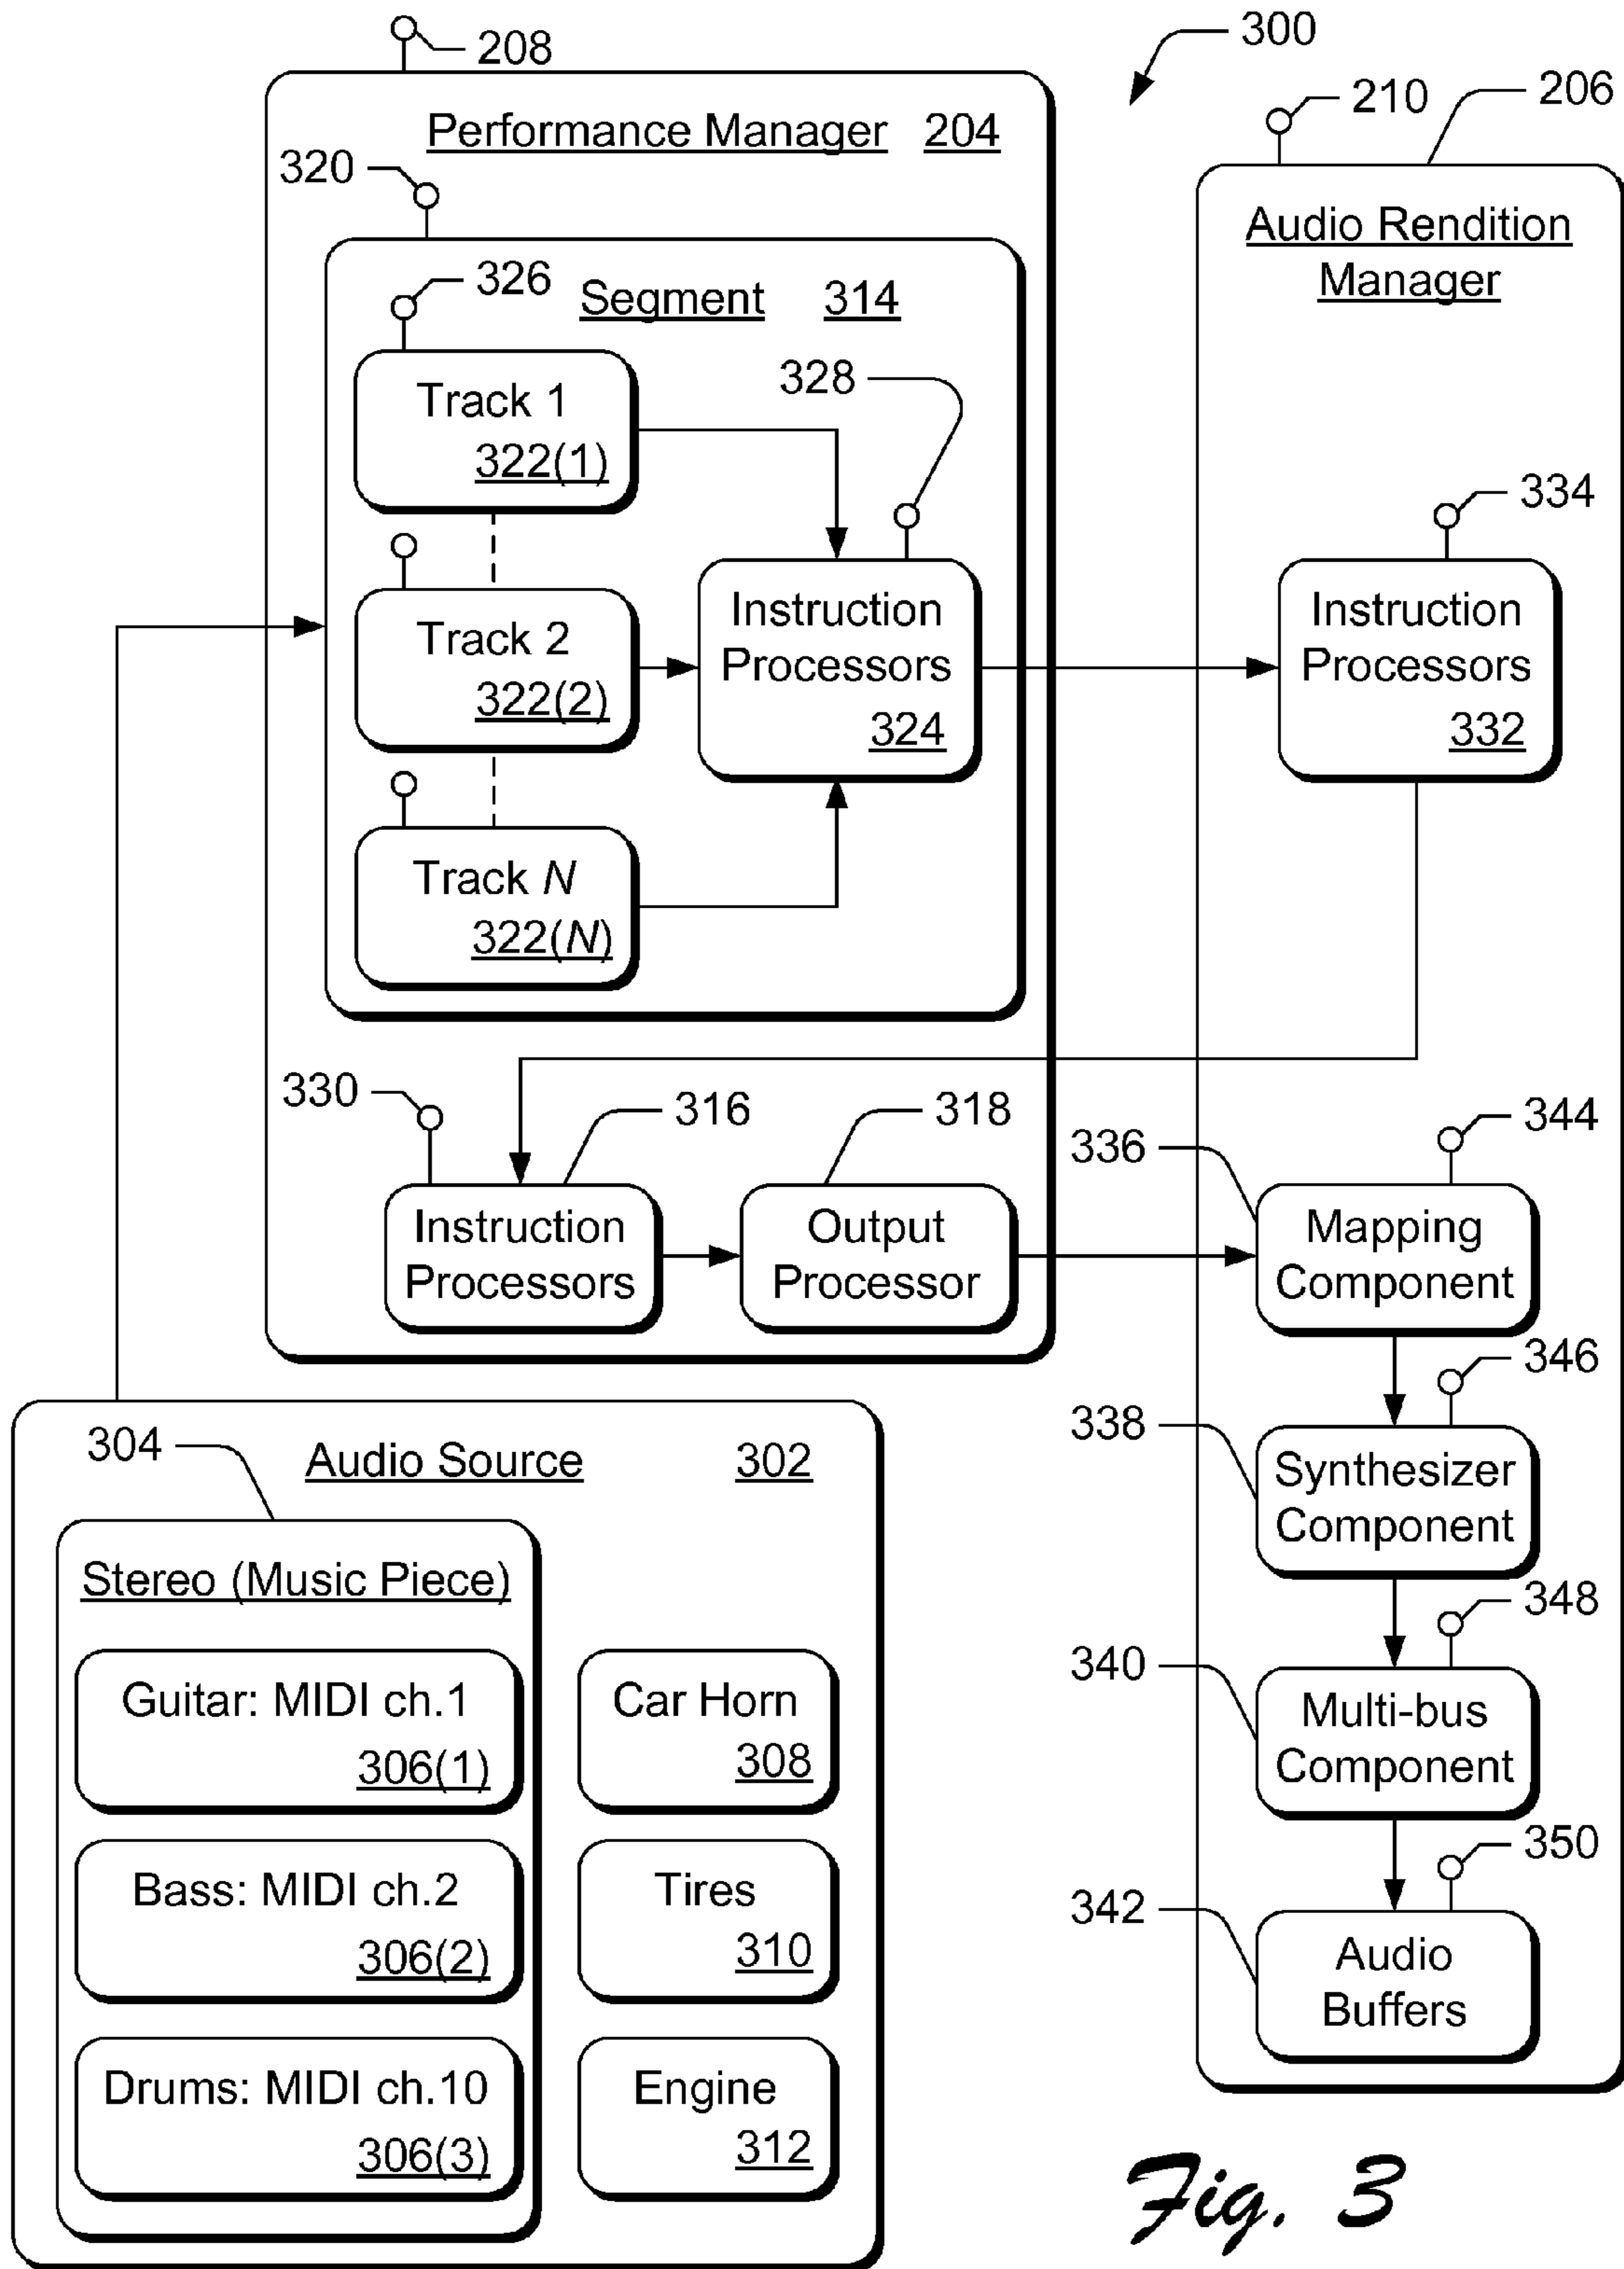 208
300
210
206
Performance Manager 204
320
Audio Rendition
Manager
326
Segment 314
Track 1
322(1)
328
334
Track 2
322(2)
Instruction
Processors
324
Instruction
Processors
332
Track N
322(N)
330
316
318
336
344
Instruction
Processors
Output
Processor
Mapping
Component
346
338
Synthesizer
Component
304
Audio Source 302
Stereo (Music Piece)
348
340
Multi-bus
Component
Guitar: MIDI ch.1
306(1)
Car Horn
308
350
342
Audio
Buffers
Bass: MIDI ch.2
306(2)
Tires
310
Drums: MIDI ch.10
306(3)
Engine
312
Fig. 3